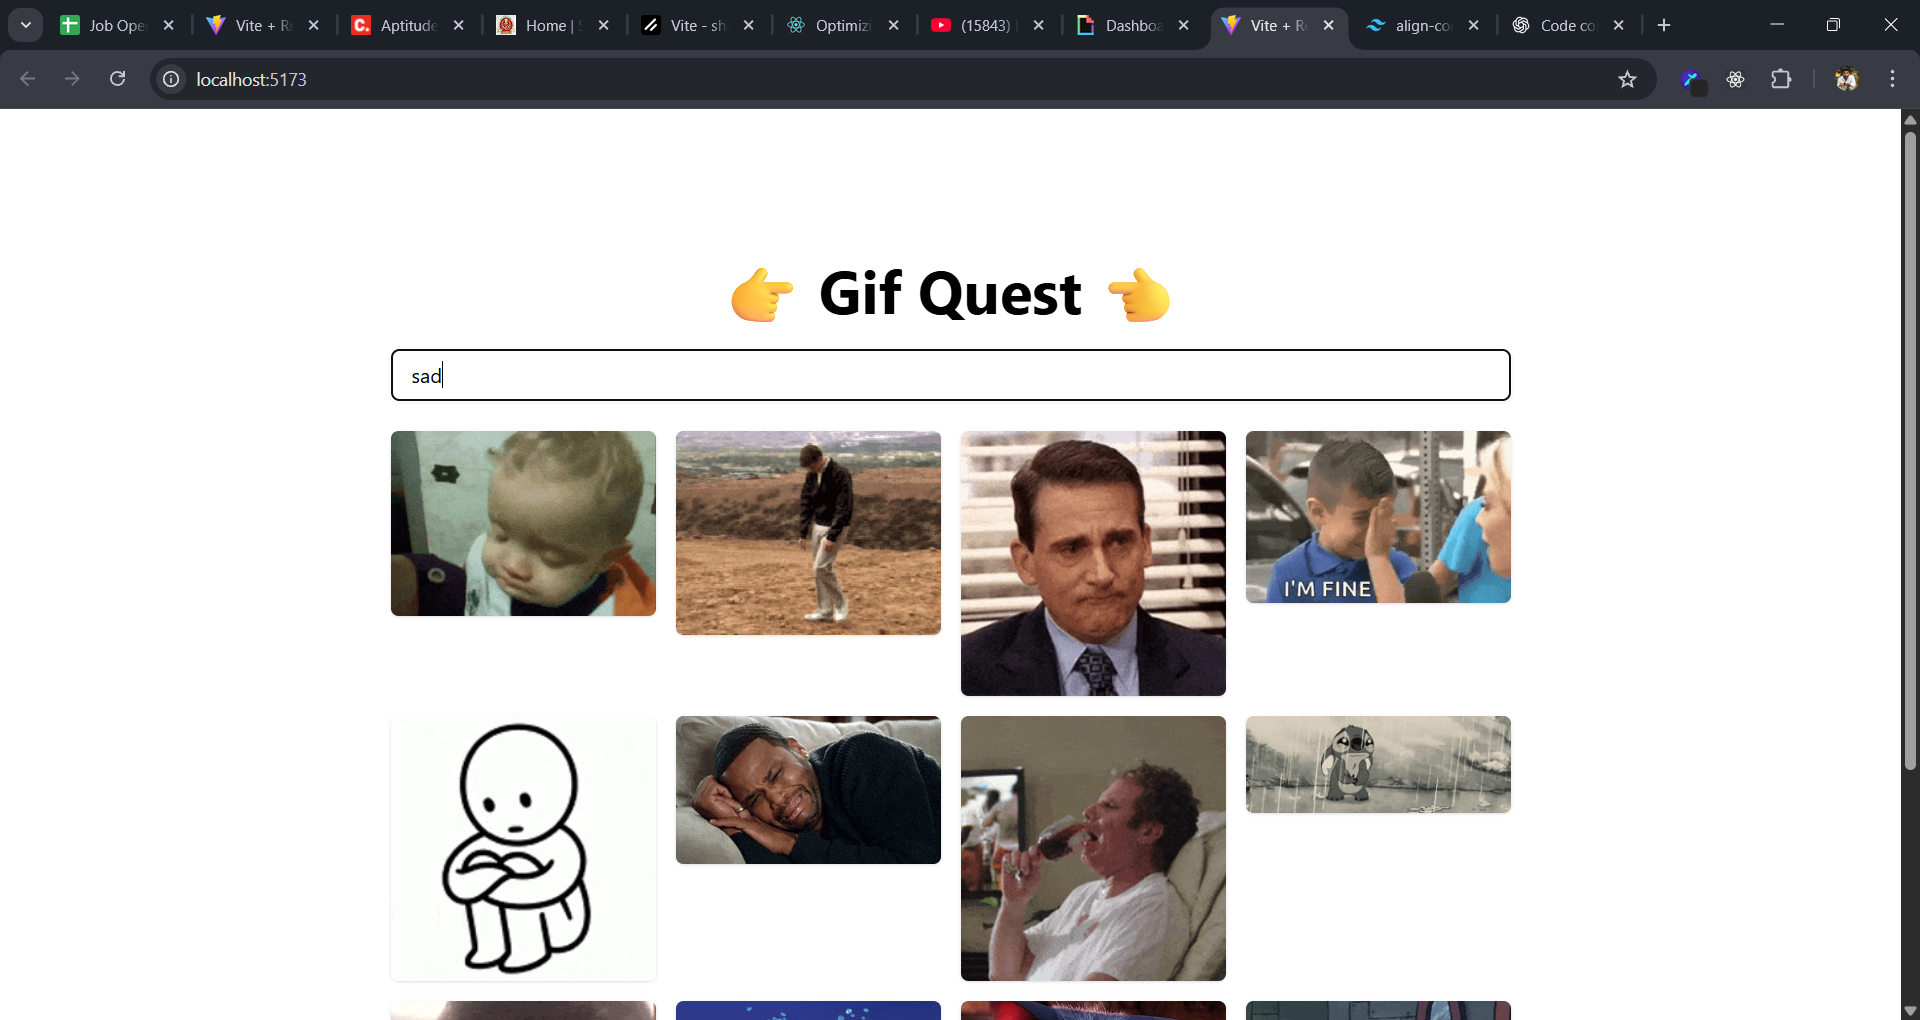 Job Ope
Vite + R
Aptitude
Home |
Vite - sh
Optimizi
(15843)
Dashboa
Vite + R
align-co
Code co
localhost:5173
👉 Gif Quest 👈
sad
I'M FINE